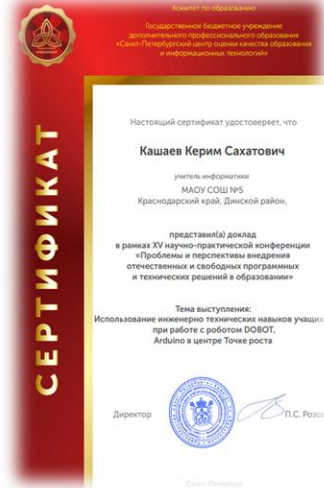 Комитет по образованию
Государственное бюджетное учреждение
дополнительного профессионального образования
«Санкт-Петербургский центр оценки качества образования
и информационных технологий»
СЕРТИФИКАТ
Настоящий сертификат удостоверяет, что
Кашаев Керим Сахатович
учитель информатики
МАОУ СОШ №5
Краснодарский край, Динской район,
представил(а) доклад
в рамках XV научно-практической конференции
«Проблемы и перспективы внедрения
отечественных и свободных программных
и технических решений в образовании»
Тема выступления:
Использование инженерно технических навыков учащих
при работе с роботом DOBOT,
Arduino в центре Точке роста
Директор
П.С. Розов
Санкт-Петербург